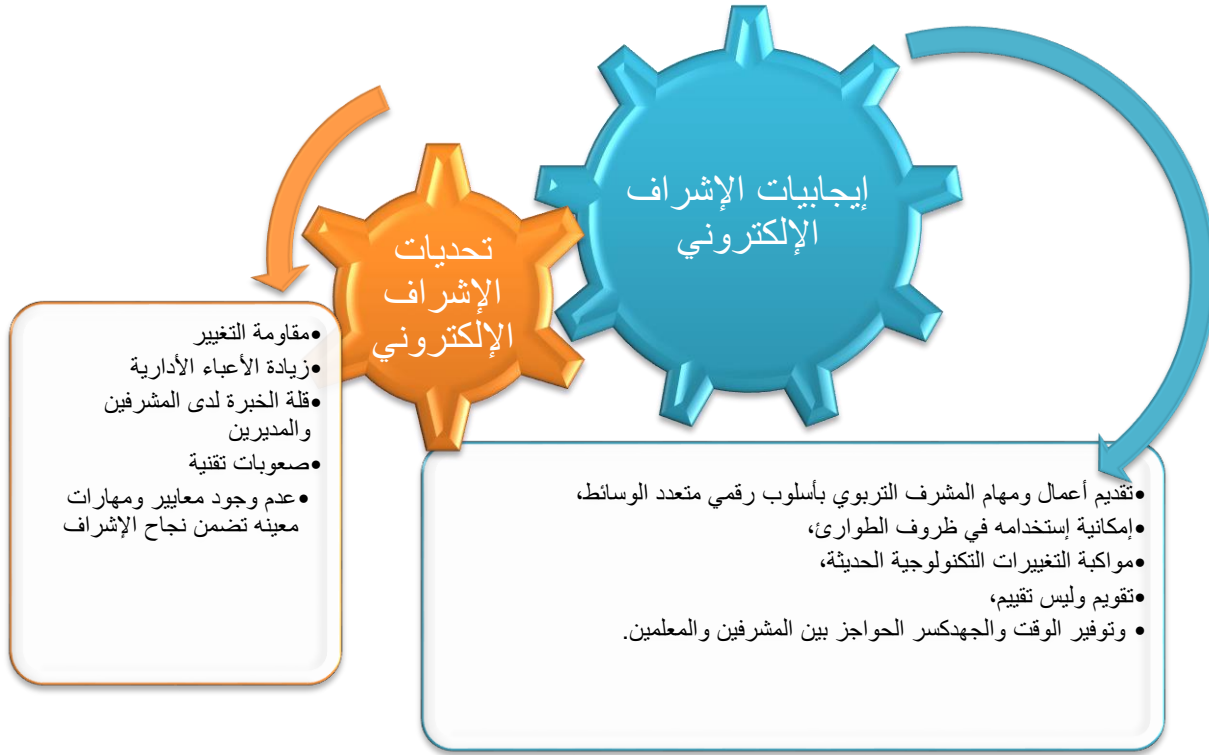 إيجابيات الإشراف
الإلكتروني
•تقديم أعمال ومهام المشرف التربوي بأسلوب رقمي متعدد الوسائط،
•إمكانية إستخدامه في ظروف الطوارئ،
•مواكبة التغييرات التكنولوجية الحديثة،
•تقويم وليس تقييم،
• وتوفير الوقت والجهدكسر الحواجز بين المشرفين والمعلمين.
تحديات
الإشراف
الإلكتروني
•مقاومة التغيير
•زيادة الأعباء الأدارية
•قلة الخبرة لدى المشرفين
والمديرين
•صعوبات تقنية
•عدم وجود معايير ومهارات
معينه تضمن نجاح الإشراف